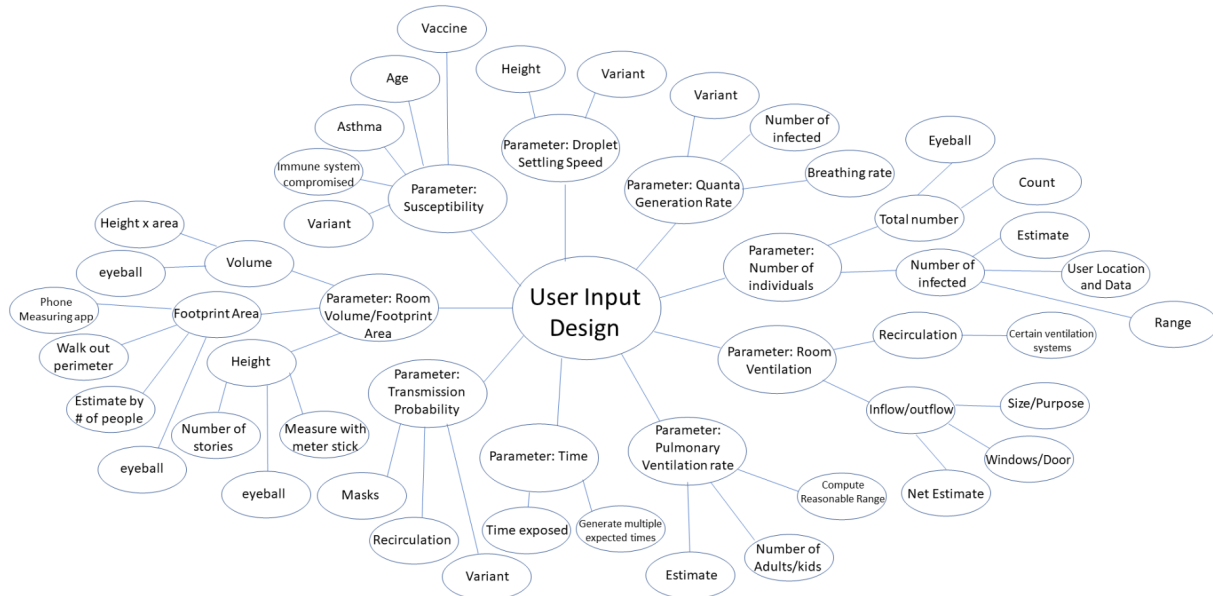 Vaccine
Height
Variant
Age
Variant
Number of
infected
Asthma
Parameter: Droplet
Settling Speed
Eyeball
Immune system
compromised
Parameter:
Susceptibility
Parameter: Quanta
Generation Rate
Breathing rate
Count
Variant
Total number
Height x area
Estimate
Volume
Parameter:
Number of
individuals
Number of
infected
User Location
and Data
eyeball
User Input
Design
Parameter: Room
Volume/Footprint
Area
Phone
Measuring app
Footprint Area
Range
Recirculation
Certain ventilation
systems
Walk out
perimeter
Height
Parameter: Room
Ventilation
Parameter:
Transmission
Probability
Estimate by
# of people
Inflow/outflow
Size/Purpose
Number of
stories
Measure with
meter stick
Parameter:
Pulmonary
Ventilation rate
Parameter: Time
Windows/Door
eyeball
eyeball
Masks
Compute
Reasonable Range
Net Estimate
Time exposed
Generate multiple
expected times
Recirculation
Number of
Adults/kids
Variant
Estimate